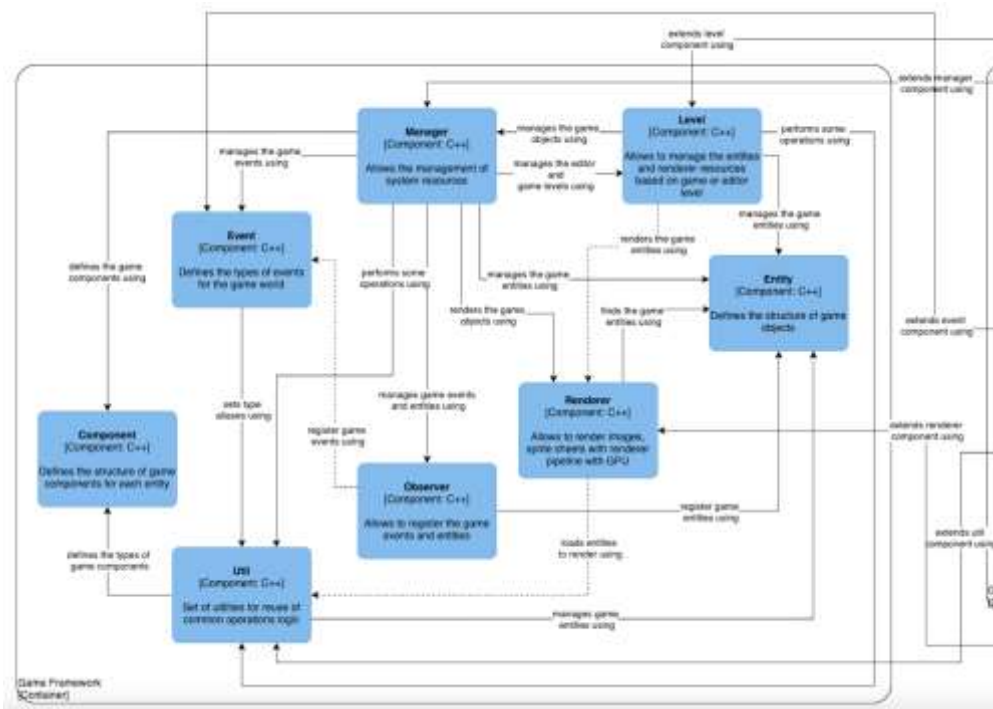 extends level
component using
extends manager
component using
Manager
[Component: C++]
Allows the management of
system resources
manages the game
objects using
manages the editor
and
game levels using
Level
[Component: C++]
Allows to manage the entities
and renderer resources
based on game or editor
level
performs some
operations using
manages the game
events using
Event
[Component: C++]
Defines the types of events
for the game world
defines the game
components using
performs some
operations using
renders the game
entities using
manages the game
entities using
manages the game
entities using
Entity
[Component: C++]
Defines the structure of game
objects
renders the game
objects using
finds the game
entities using
extends event
component using
sets type
aliases using
manages game events
and entities using
Renderer
[Component: C++]
Allows to render images,
sprite sheets with renderer
pipeline with GPU
extends renderer
component using
Component
[Component: C++]
Defines the structure of game
components for each entity
register game
events using
Observer
[Component: C++]
Allows to register the game
events and entities
register game
entities using
loads entities
to render using
extends util
component using
defines the types of
game components
Util
[Component: C++]
Set of utilities for reuse of
common operations logic
manages game
entities using
Game Framework
[Container]